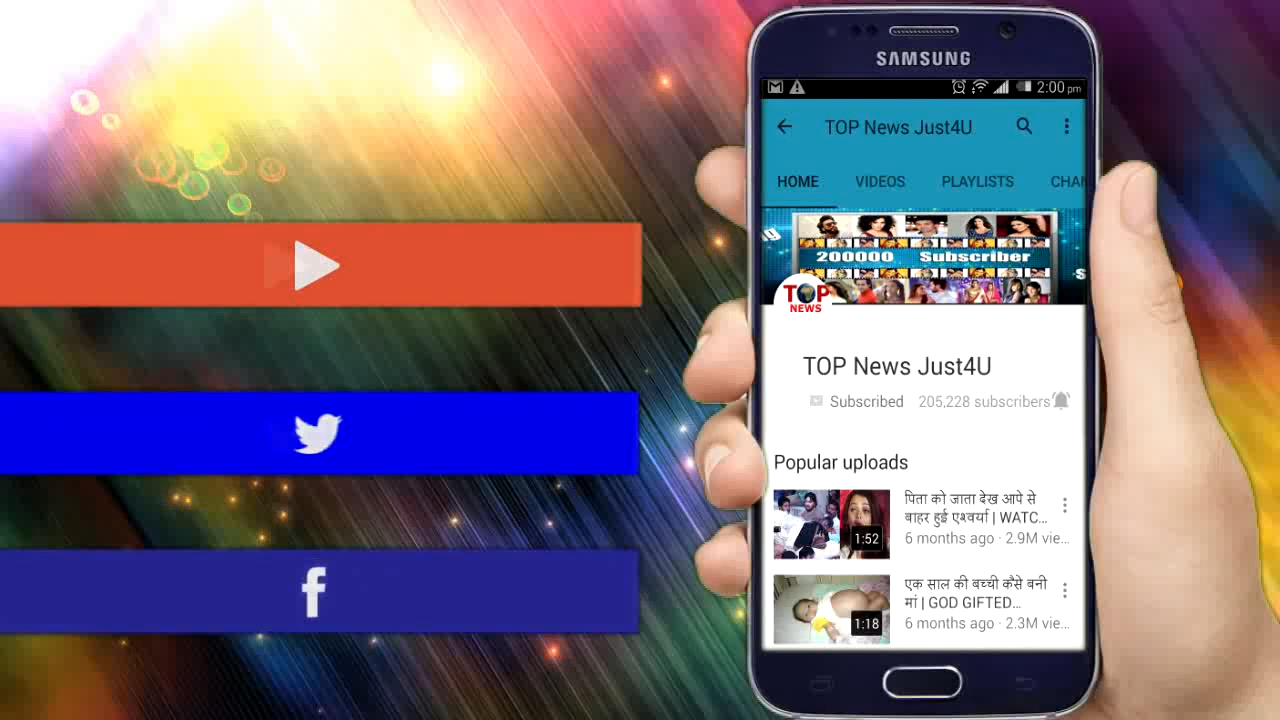 SAMSUNG
2:00 pm
TOP News Just4U
HOME VIDEOS PLAYLISTS CHAN
200000 Subscriber
TOP
NEWS
TOP News Just4U
Subscribed 205,228 subscribers
Popular uploads
पिता को जाता देख आपे से
बाहर हुई एश्वर्या | WATC...
6 months ago · 2.9M vie...
1:52
एक साल की बच्ची कैसे बनी
मां | GOD GIFTED...
6 months ago · 2.3M vie...
1:18